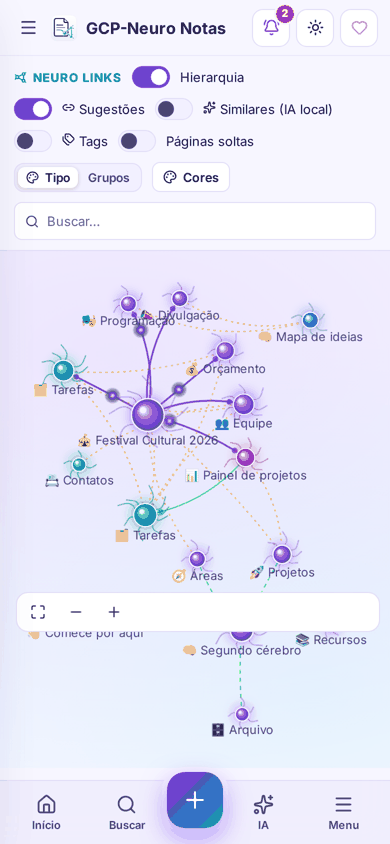 GCP-Neuro Notas
2
NEURO LINKS Hierarquia
Sugestões Similares (IA local)
Tags Páginas soltas
Tipo Grupos Cores
Buscar...
Programação
Divulgação
Mapa de ideias
Orçamento
Tarefas
Equipe
Festival Cultural 2026
Painel de projetos
Contatos
Tarefas
Áreas
Projetos
Comece por aqui
Recursos
Segundo cérebro
Arquivo
Início Buscar IA Menu